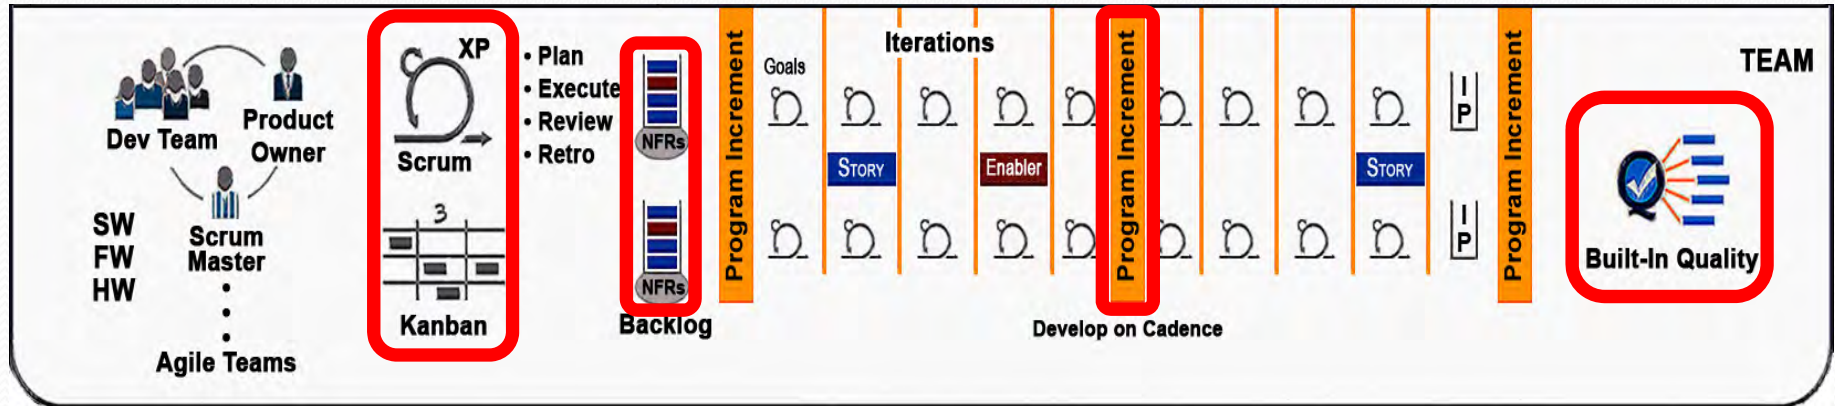 Dev Team
Product
Owner
Scrum
Master
SW
FW
HW
Agile Teams
XP
Scrum
3
Kanban
• Plan
• Execute
• Review
• Retro
NFRs
NFRs
Backlog
Program Increment
Goals
Iterations
STORY
Enabler
Program Increment
STORY
I
P
I
P
Develop on Cadence
Program Increment
TEAM
Built-In Quality